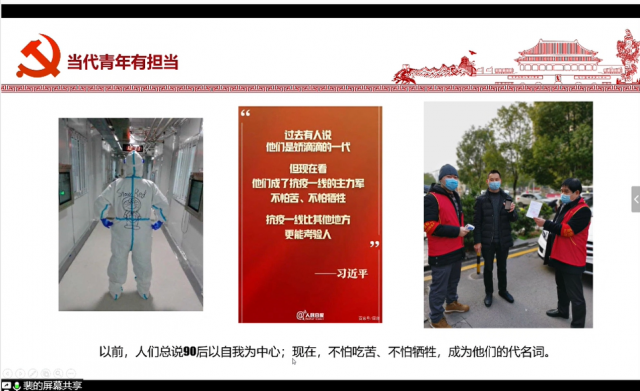 当代青年有担当
“
过去有人说
他们是娇滴滴的一代
但现在看
他们成了抗疫一线的主力军
不怕苦、不怕牺牲
抗疫一线比其他地方
更能考验人
”
——习近平
人民日报
以前，人们总说90后以自我为中心；现在，不怕吃苦、不怕牺牲，成为他们的代名词。
裴的屏幕共享